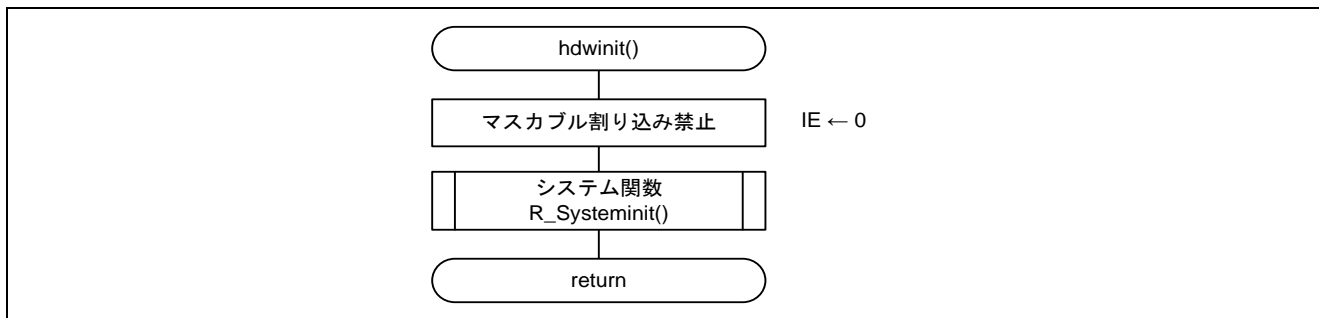 hdwinit()
マスカブル割り込み禁止
IE ← 0
システム関数
R_Systeminit()
return